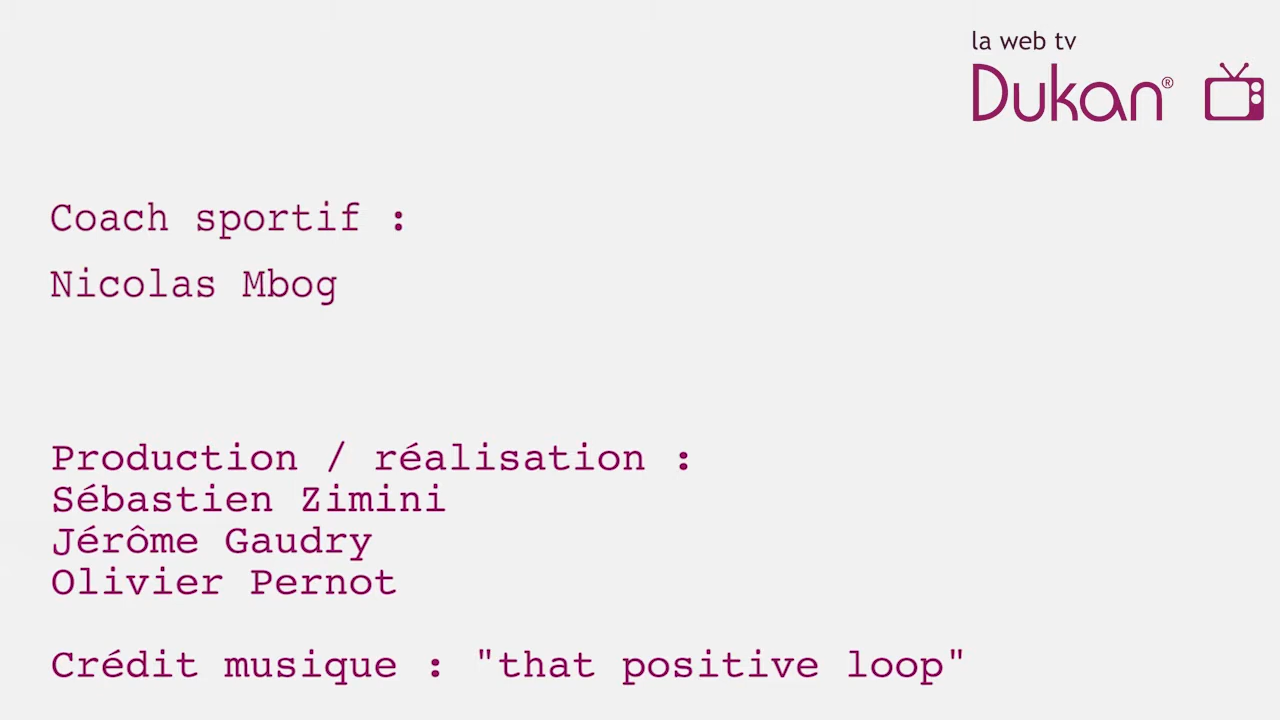 la web tv
Dukan®
Coach sportif :
Nicolas Mbog
Production / réalisation :
Sébastien Zimini
Jérôme Gaudry
Olivier Pernot
Crédit musique : "that positive loop"